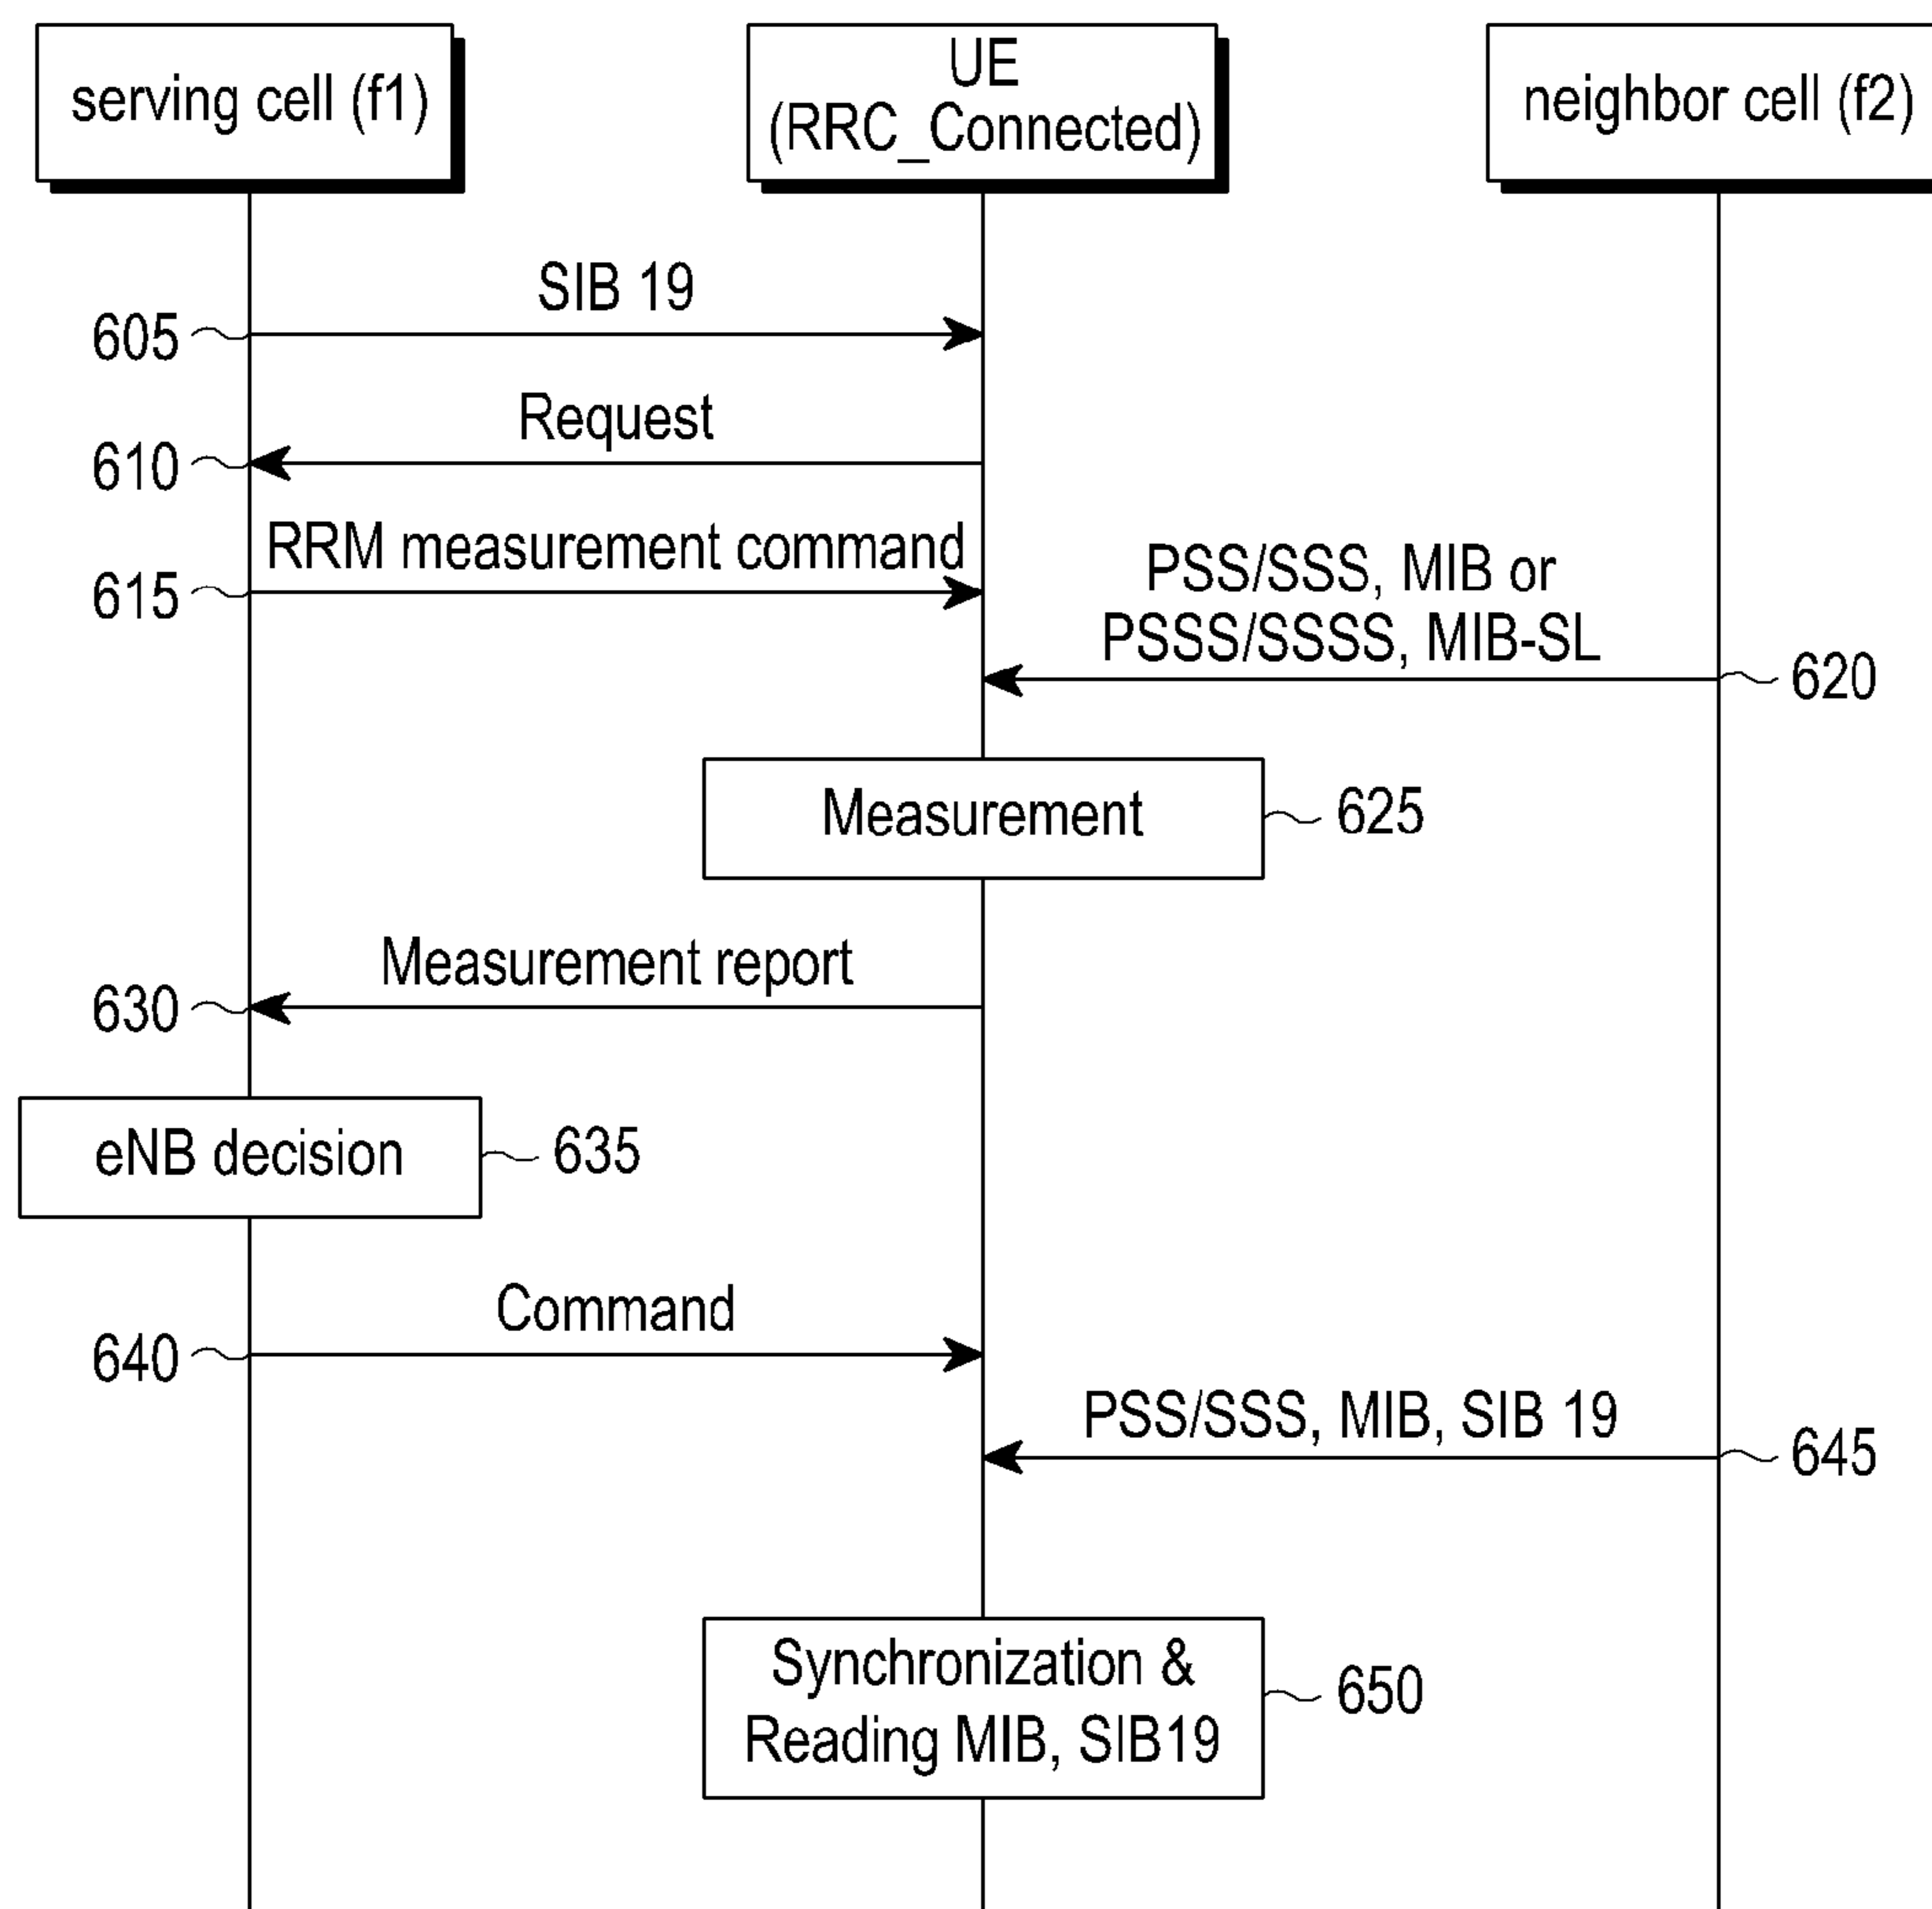 serving cell (f1)
UE
(RRC_Connected)
neighbor cell (f2)
SIB 19
605
Request
610
RRM measurement command
615
PSS/SSS, MIB or
PSSS/SSSS, MIB-SL
620
Measurement
625
Measurement report
630
eNB decision
635
Command
640
PSS/SSS, MIB, SIB 19
645
Synchronization &
Reading MIB, SIB19
650